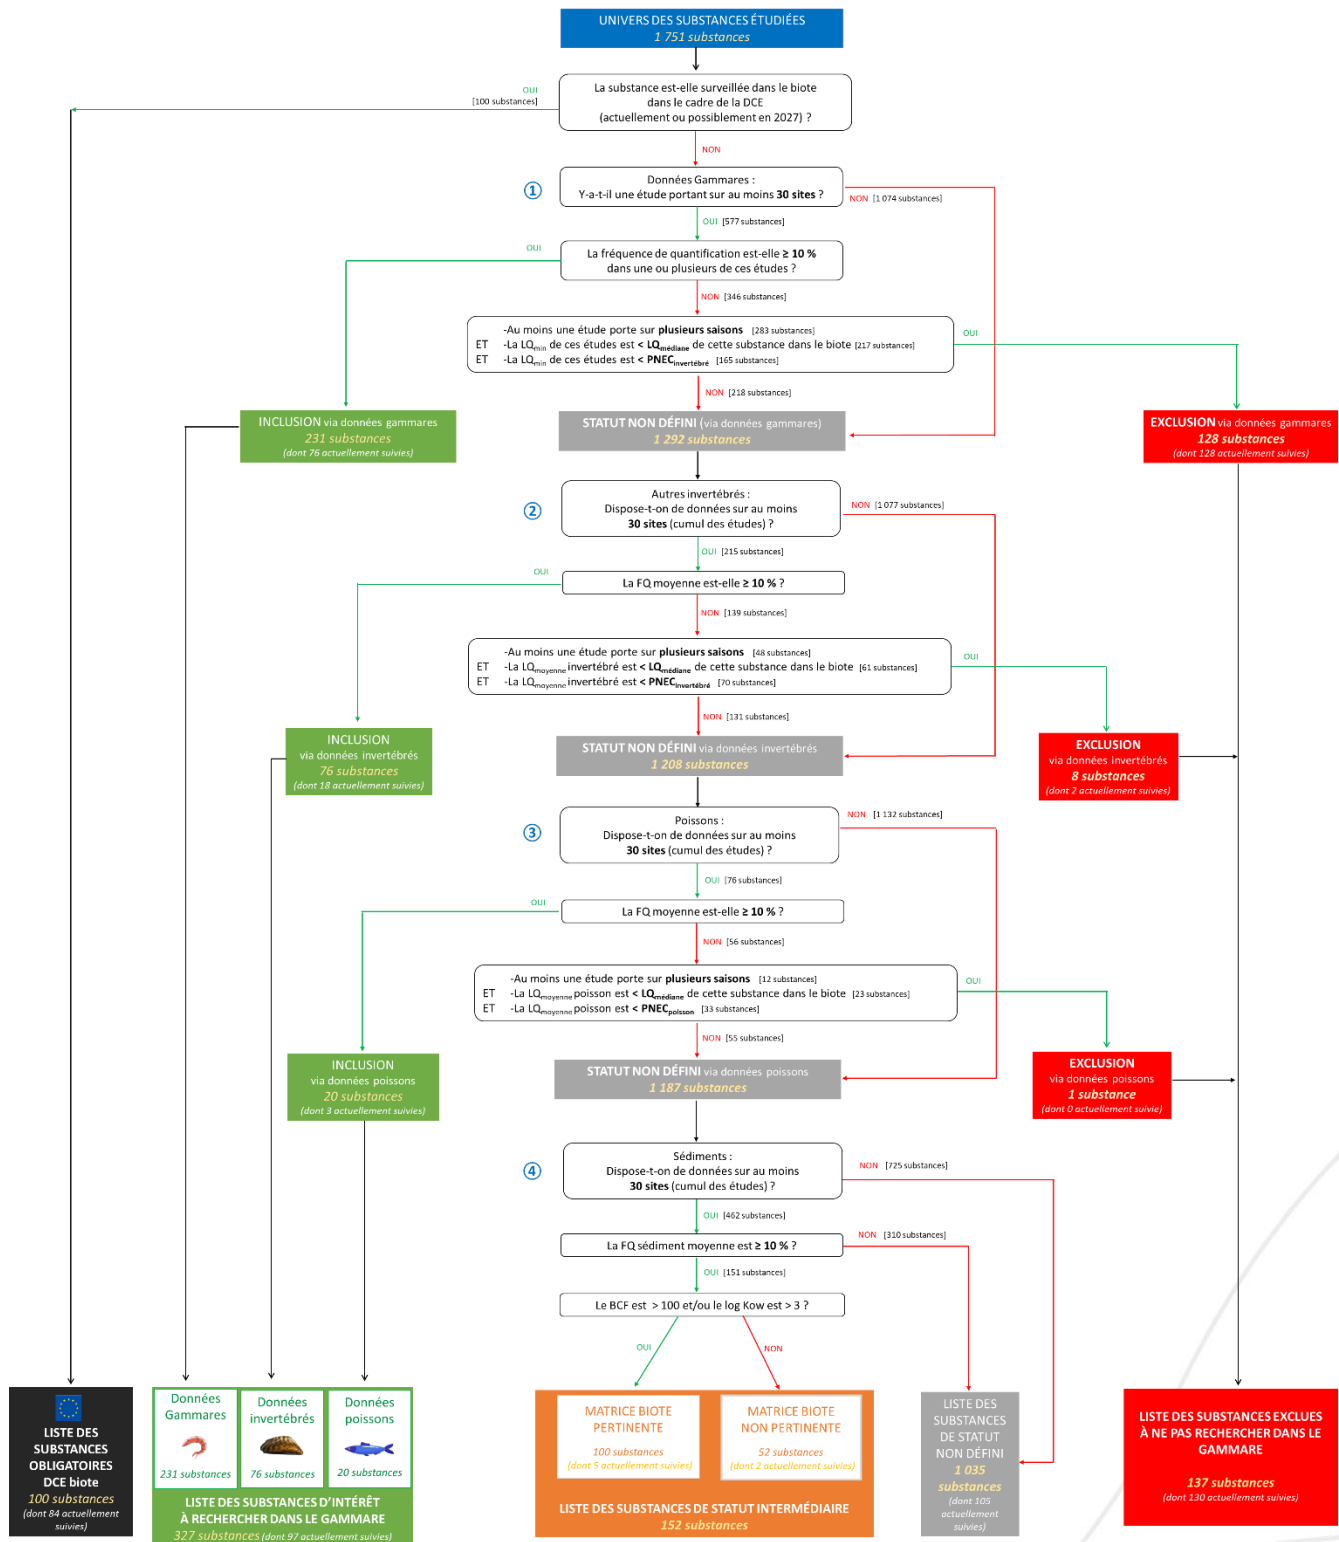 UNIVERS DES SUBSTANCES ÉTUDIÉES
1 751 substances
La substance est-elle surveillée dans le biote
dans le cadre de la DCE
(actuellement ou possiblement en 2027) ?
OUI
[100 substances]
NON
1
Données Gammares :
Y-a-t-il une étude portant sur au moins 30 sites ?
NON [1 074 substances]
OUI [577 substances]
La fréquence de quantification est-elle ≥ 10 %
dans une ou plusieurs de ces études ?
OUI
NON [346 substances]
-Au moins une étude porte sur plusieurs saisons [283 substances]
ET -La LQmin de ces études est < LQmédiane de cette substance dans le biote [217 substances]
ET -La LQmin de ces études est < PNECinvertébré [165 substances]
OUI
NON [218 substances]
INCLUSION via données gammares
231 substances
(dont 76 actuellement suivies)
STATUT NON DÉFINI (via données gammares)
1 292 substances
EXCLUSION via données gammares
128 substances
(dont 128 actuellement suivies)
2
Autres invertébrés :
Dispose-t-on de données sur au moins
30 sites (cumul des études) ?
NON [1 077 substances]
OUI [215 substances]
La FQ moyenne est-elle ≥ 10 % ?
OUI
NON [139 substances]
-Au moins une étude porte sur plusieurs saisons [48 substances]
ET -La LQmoyenne invertébré est < LQmédiane de cette substance dans le biote [61 substances]
ET -La LQmoyenne invertébré est < PNECinvertébré [70 substances]
OUI
NON [131 substances]
INCLUSION
via données invertébrés
76 substances
(dont 18 actuellement suivies)
STATUT NON DÉFINI via données invertébrés
1 208 substances
EXCLUSION
via données invertébrés
8 substances
(dont 2 actuellement suivies)
3
Poissons :
Dispose-t-on de données sur au moins
30 sites (cumul des études) ?
NON [1 132 substances]
OUI [76 substances]
La FQ moyenne est-elle ≥ 10 % ?
OUI
NON [56 substances]
-Au moins une étude porte sur plusieurs saisons [12 substances]
ET -La LQmoyenne poisson est < LQmédiane de cette substance dans le biote [23 substances]
ET -La LQmoyenne poisson est < PNECpoisson [33 substances]
OUI
NON [55 substances]
INCLUSION
via données poissons
20 substances
(dont 3 actuellement suivies)
STATUT NON DÉFINI via données poissons
1 187 substances
EXCLUSION
via données poissons
1 substance
(dont 0 actuellement suivie)
4
Sédiments :
Dispose-t-on de données sur au moins
30 sites (cumul des études) ?
NON [725 substances]
OUI [462 substances]
La FQ sédiment moyenne est ≥ 10 % ?
NON [310 substances]
OUI [151 substances]
Le BCF est > 100 et/ou le log Kow est > 3 ?
OUI
NON
LISTE DES
SUBSTANCES
OBLIGATOIRES
DCE biote
100 substances
(dont 84 actuellement
suivies)
Données
Gammares
231 substances
Données
invertébrés
76 substances
Données
poissons
20 substances
LISTE DES SUBSTANCES D'INTÉRÊT
À RECHERCHER DANS LE GAMMARE
327 substances (dont 97 actuellement suivies)
MATRICE BIOTE
PERTINENTE
100 substances
(dont 5 actuellement suivies)
MATRICE BIOTE
NON PERTINENTE
52 substances
(dont 2 actuellement suivies)
LISTE DES SUBSTANCES DE STATUT INTERMÉDIAIRE
152 substances
LISTE DES
SUBSTANCES
DE STATUT
NON DÉFINI
1 035
substances
(dont 105
actuellement
suivies)
LISTE DES SUBSTANCES EXCLUES
À NE PAS RECHERCHER DANS LE
GAMMARE
137 substances
(dont 130 actuellement suivies)